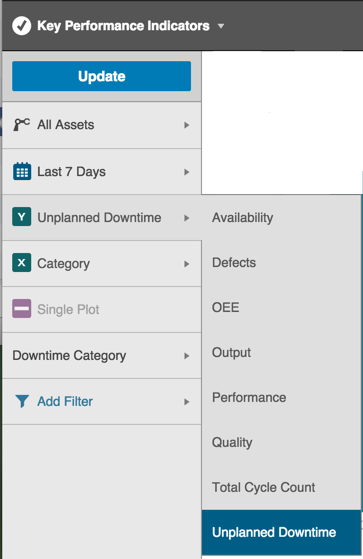 Key Performance Indicators
Update
All Assets
Last 7 Days
Y Unplanned Downtime
X Category
Single Plot
Downtime Category
Add Filter
Availability
Defects
OEE
Output
Performance
Quality
Total Cycle Count
Unplanned Downtime